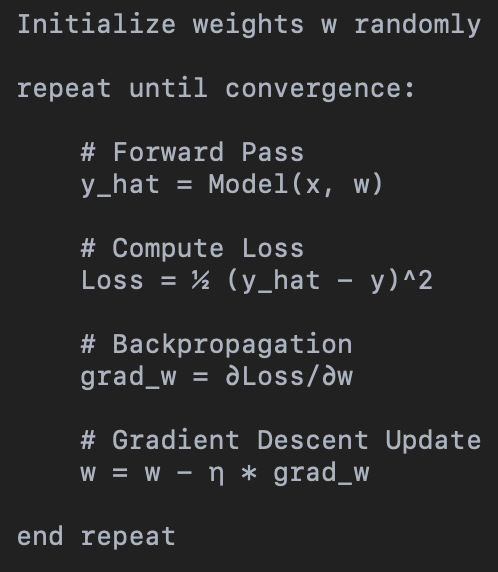 Initialize weights w randomly
repeat until convergence:
# Forward Pass
y_hat = Model(x, w)
# Compute Loss
Loss = ½ (y_hat − y)^2
# Backpropagation
grad_w = ∂Loss/∂w
# Gradient Descent Update
w = w − η * grad_w
end repeat